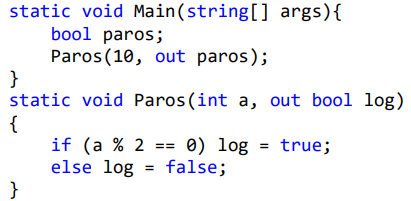 static void Main(string[] args){
    bool paros;
    Paros(10, out paros);
}
static void Paros(int a, out bool log)
{
    if (a % 2 == 0) log = true;
    else log = false;
}